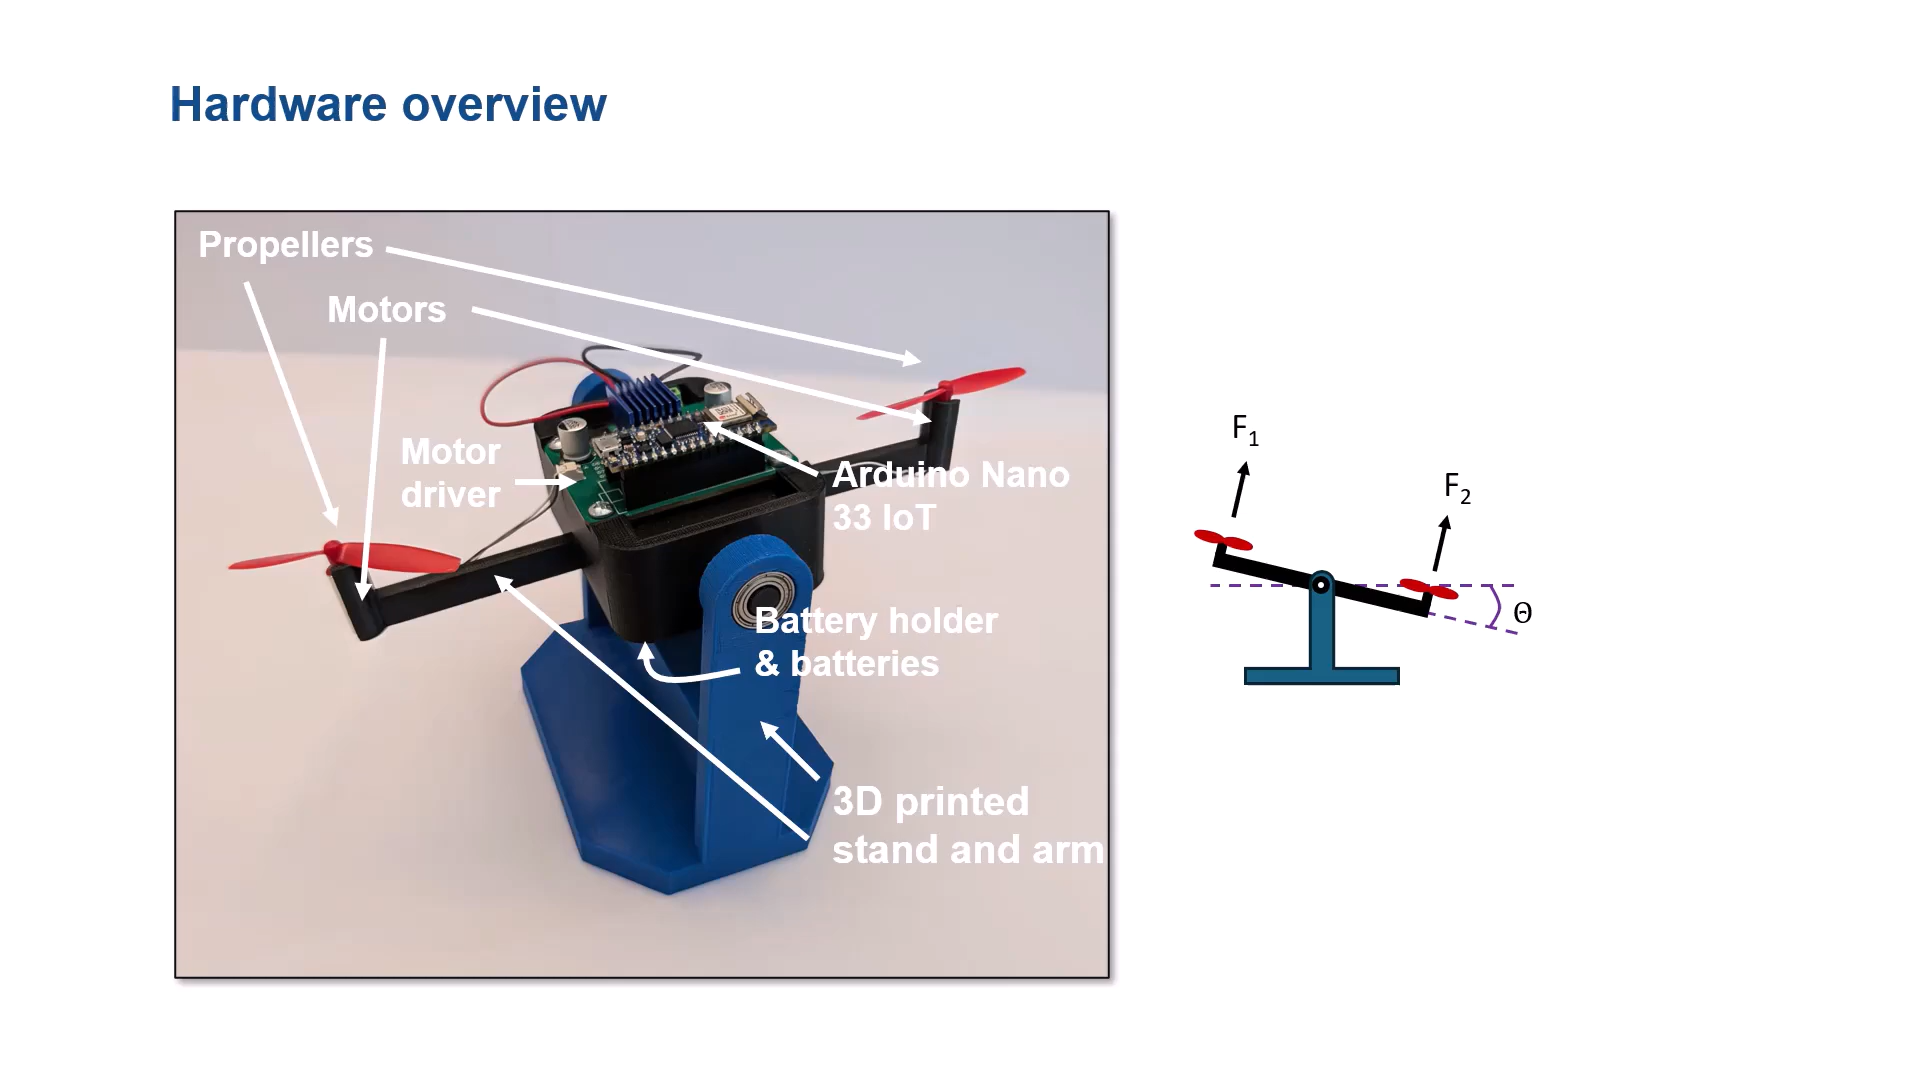 Hardware overview
Propellers
Motors
Motor
driver
Arduino Nano
33 IoT
Battery holder
& batteries
3D printed
stand and arm
F1
F2
Θ